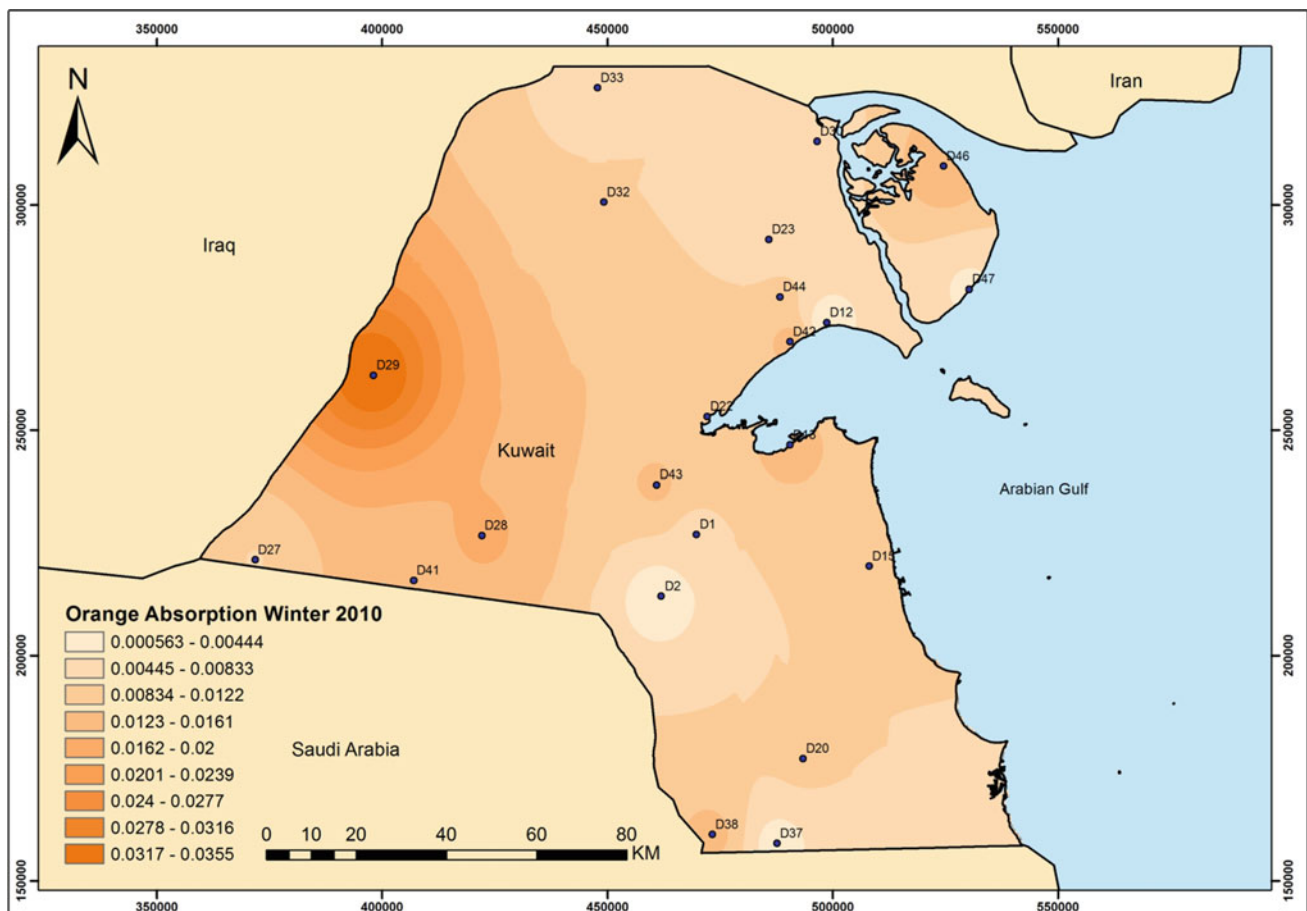 350000 400000 450000 500000 550000
N
Iran
D33
D30
D46
300000
D32
300000
Iraq
D23
D47
D44
D12
D42
D29
D22
250000
Kuwait
250000
D43
Arabian Gulf
D1
D28
D27
D15
D41
D2
Orange Absorption Winter 2010
0.000563 - 0.00444
0.00445 - 0.00833
200000
200000
0.00834 - 0.0122
0.0123 - 0.0161
0.0162 - 0.02
Saudi Arabia
D20
0.0201 - 0.0239
0.024 - 0.0277
0.0278 - 0.0316
D38
D37
0 10 20 40 60 80
0.0317 - 0.0355
KM
150000
150000
350000 400000 450000 500000 550000